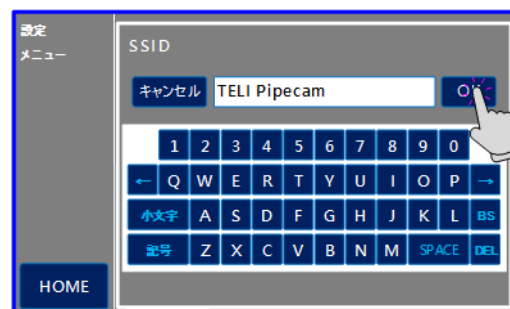 設定
メニュー
SSID
キャンセル TELI Pipecam OK
1 2 3 4 5 6 7 8 9 0
← Q W E R T Y U I O P →
小文字 A S D F G H J K L BS
記号 Z X C V B N M SPACE DEL
HOME